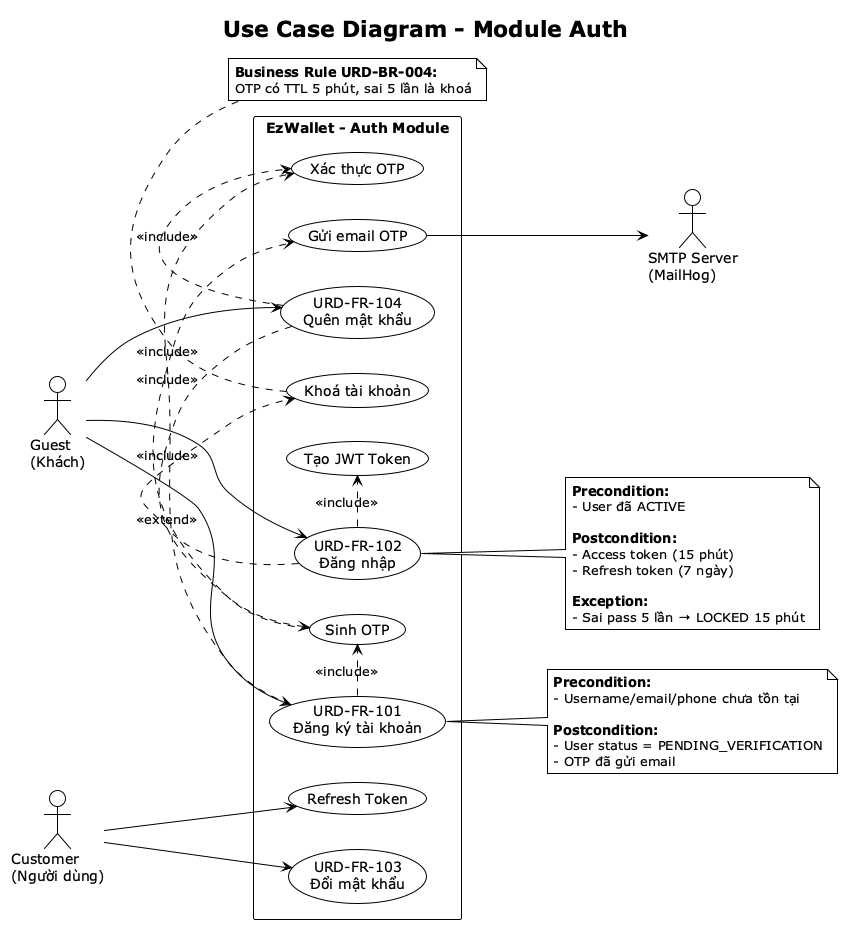 Use Case Diagram - Module Auth
Business Rule URD-BR-004:
OTP có TTL 5 phút, sai 5 lần là khoá
EzWallet - Auth Module
Xác thực OTP
«include»
Gửi email OTP
SMTP Server
(MailHog)
URD-FR-104
Quên mật khẩu
«include»
«include»
Khoá tài khoản
Guest
(Khách)
«include»
Tạo JWT Token
«include»
«extend»
URD-FR-102
Đăng nhập
Precondition:
- User đã ACTIVE
Postcondition:
- Access token (15 phút)
- Refresh token (7 ngày)
Exception:
- Sai pass 5 lần → LOCKED 15 phút
Sinh OTP
«include»
URD-FR-101
Đăng ký tài khoản
Precondition:
- Username/email/phone chưa tồn tại
Postcondition:
- User status = PENDING_VERIFICATION
- OTP đã gửi email
Refresh Token
Customer
(Người dùng)
URD-FR-103
Đổi mật khẩu